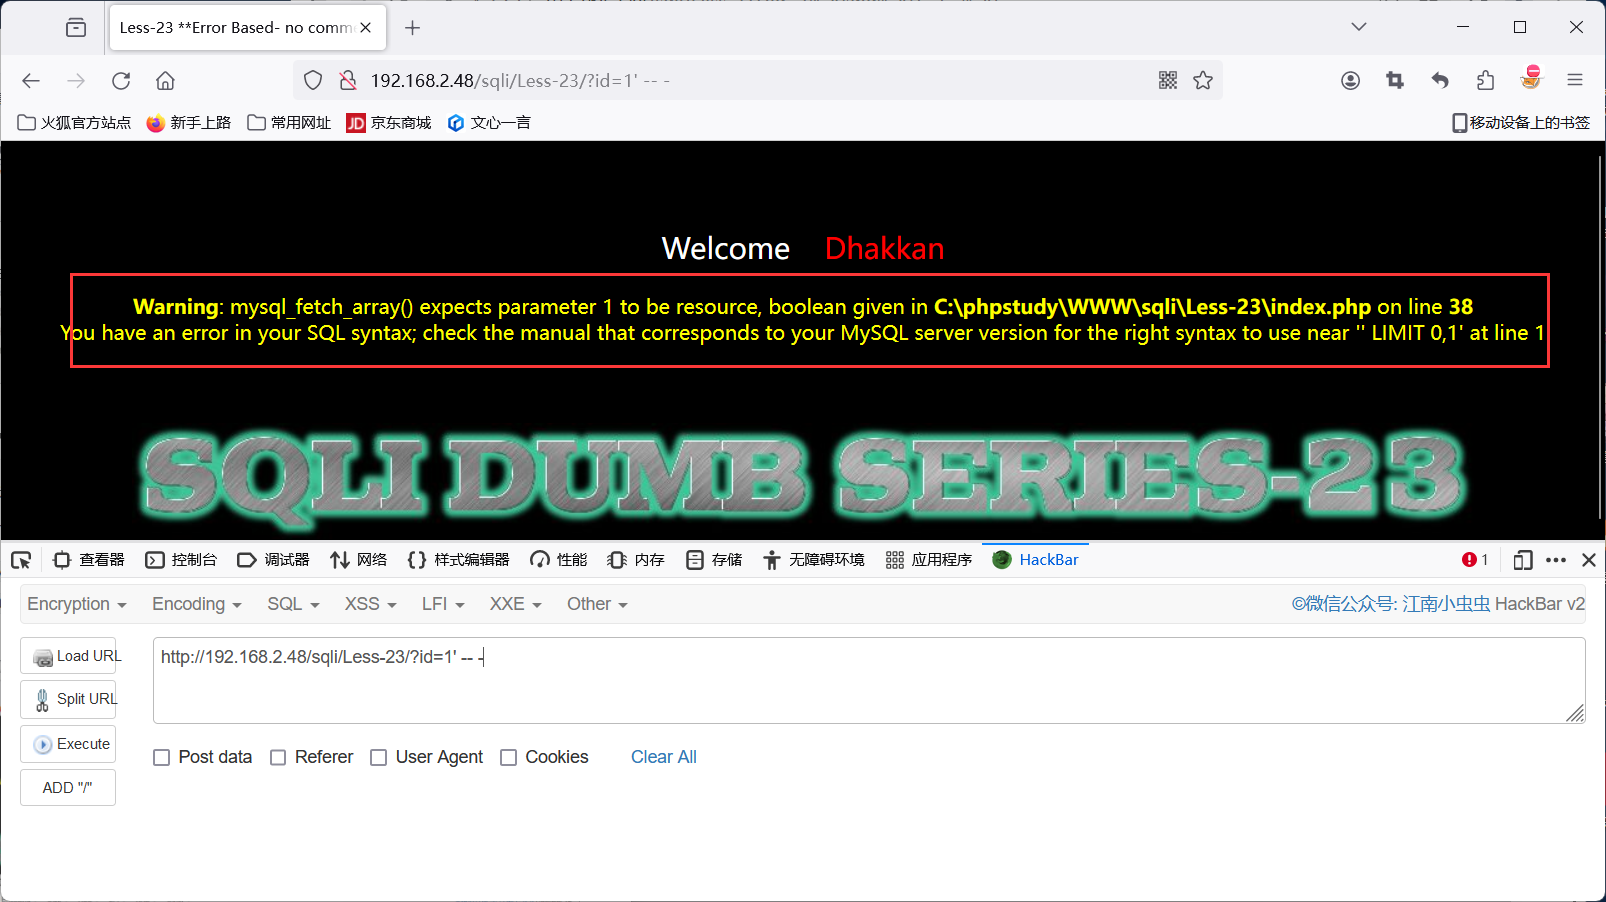 Less-23 **Error Based- no comm
192.168.2.48/sqli/Less-23/?id=1' -- -
火狐官方站点 新手上路 常用网址 JD 京东商城 文心一言 移动设备上的书签
Welcome Dhakkan
Warning: mysql_fetch_array() expects parameter 1 to be resource, boolean given in C:\phpstudy\WWW\sqli\Less-23\index.php on line 38
You have an error in your SQL syntax; check the manual that corresponds to your MySQL server version for the right syntax to use near '' LIMIT 0,1' at line 1
SQLI DUMB SERIES-23
查看器 控制台 调试器 网络 样式编辑器 性能 内存 存储 无障碍环境 应用程序 HackBar 1
Encryption Encoding SQL XSS LFI XXE Other ©微信公众号: 江南小虫虫 HackBar v2
Load URL http://192.168.2.48/sqli/Less-23/?id=1' -- -
Split URL
Execute Post data Referer User Agent Cookies Clear All
ADD "/"